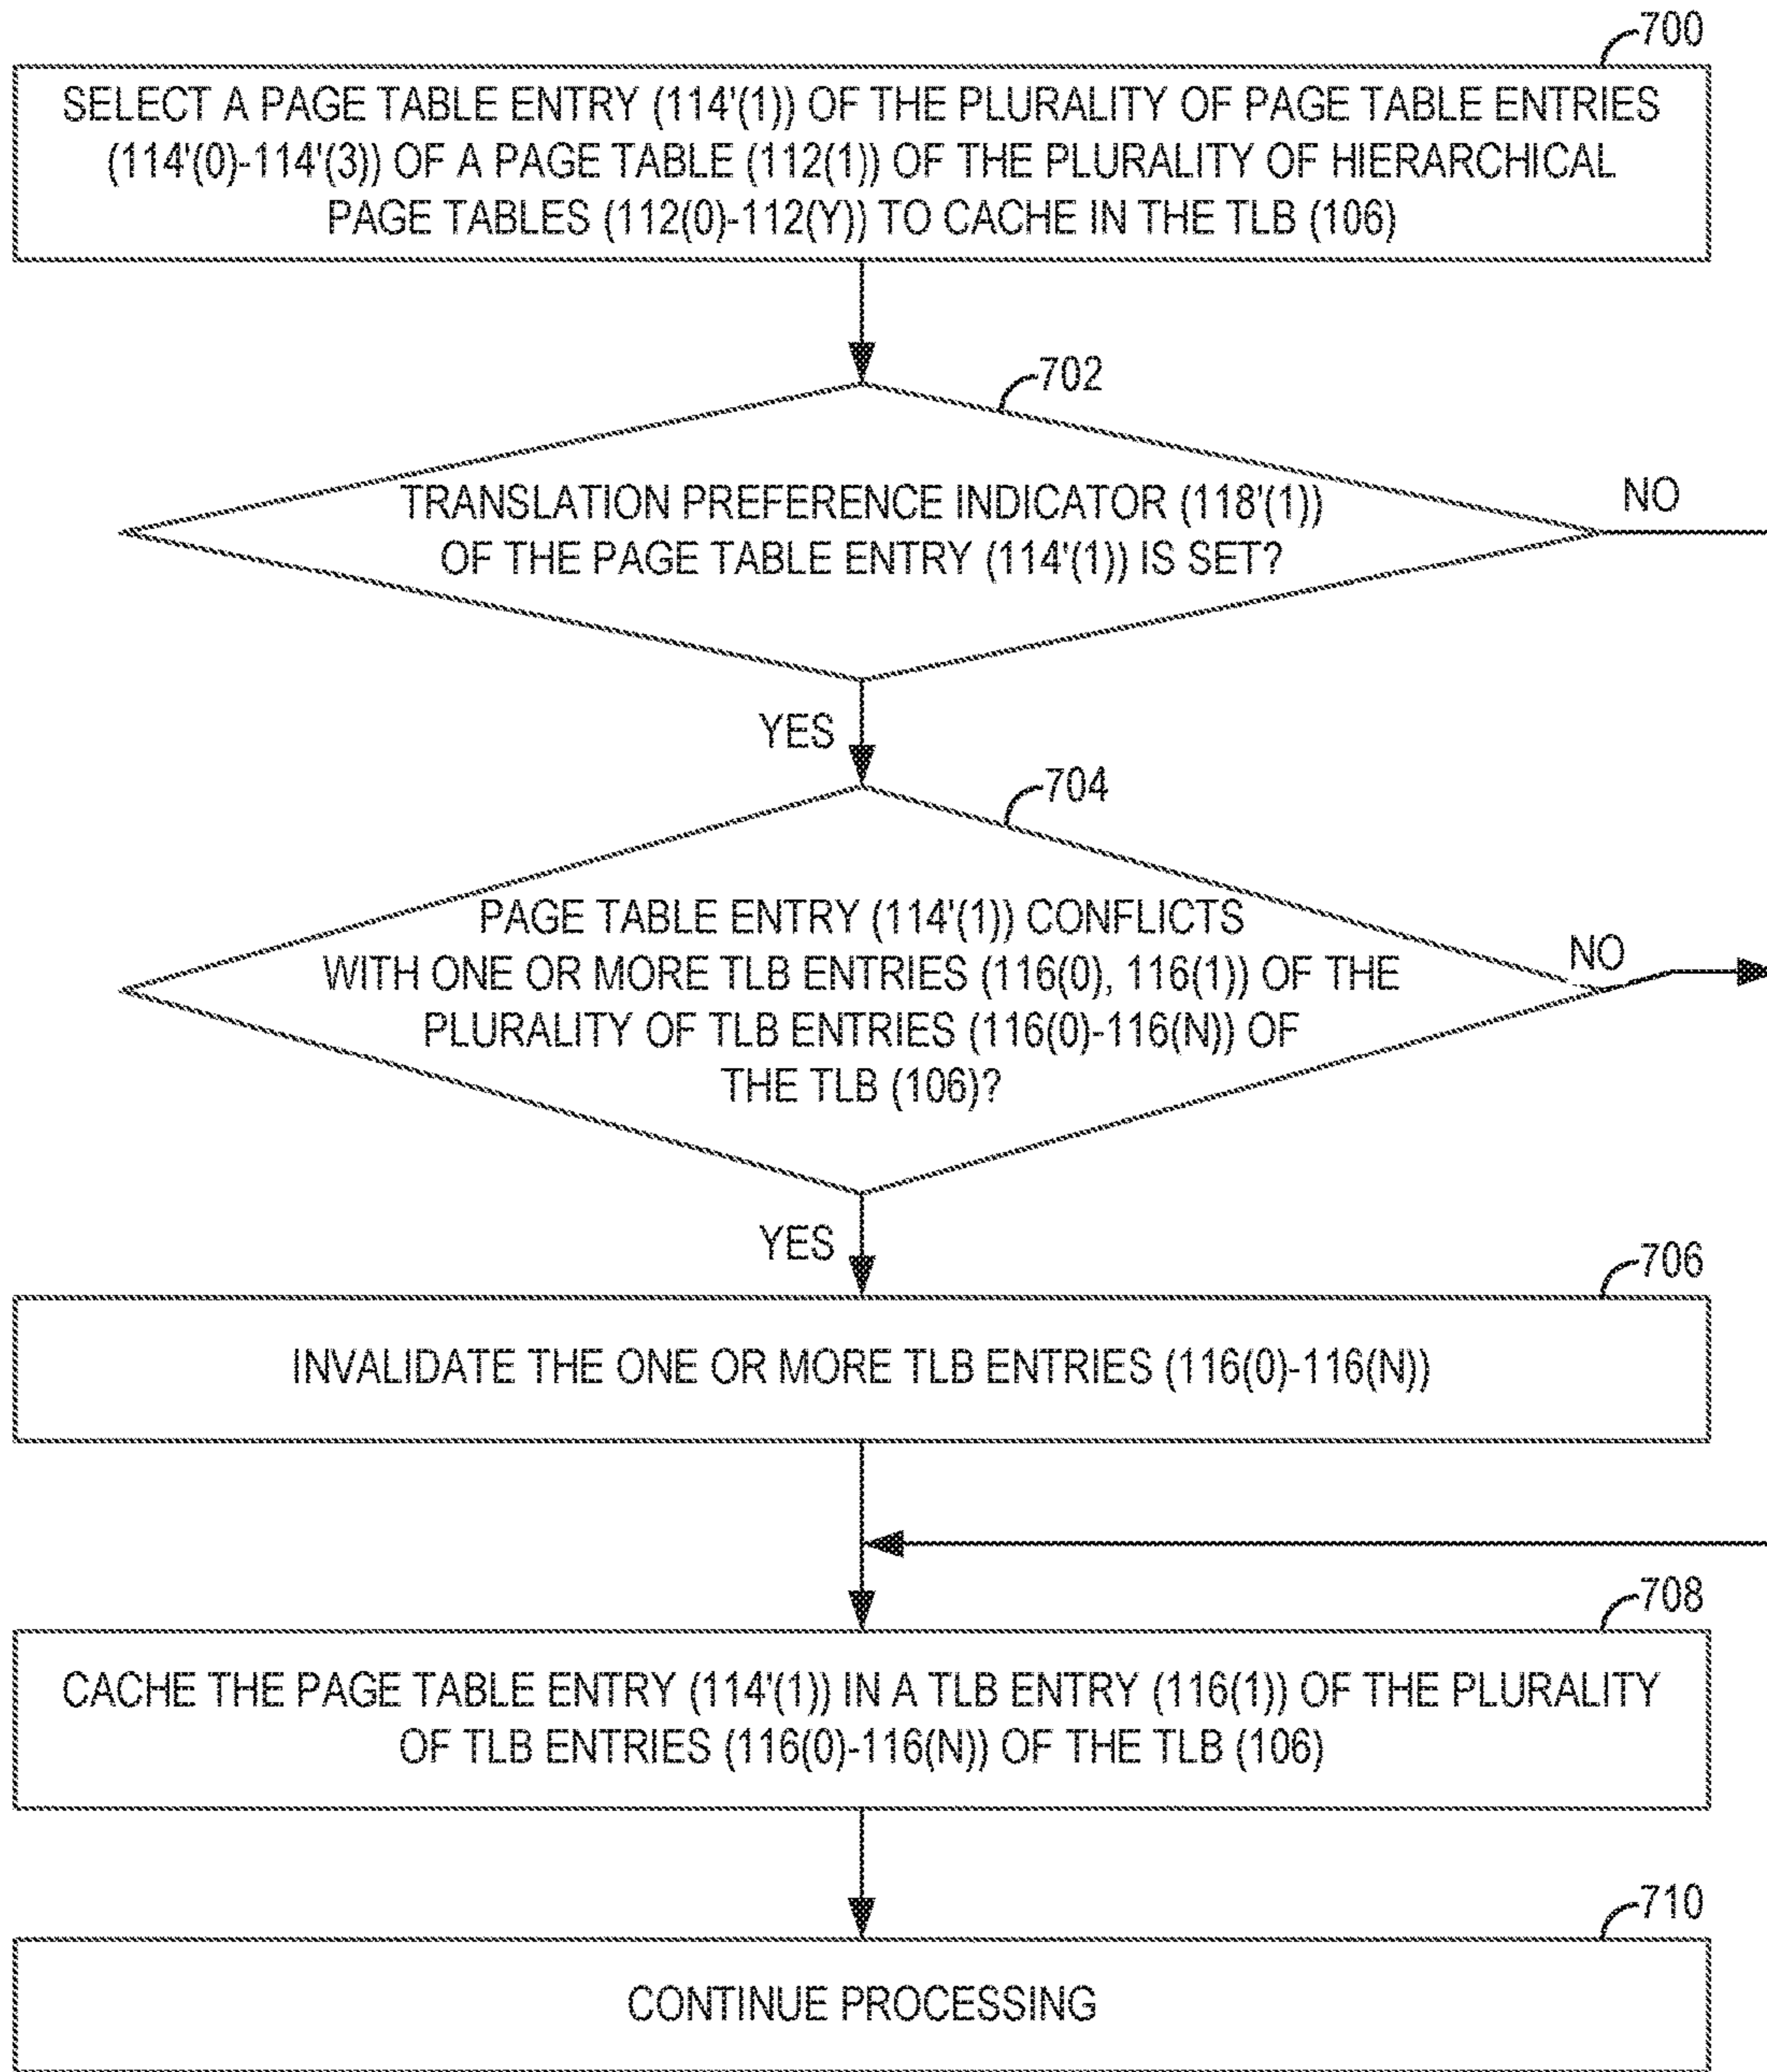 700
SELECT A PAGE TABLE ENTRY (114'(1)) OF THE PLURALITY OF PAGE TABLE ENTRIES
(114'(0)-114'(3)) OF A PAGE TABLE (112(1)) OF THE PLURALITY OF HIERARCHICAL
PAGE TABLES (112(0)-112(Y)) TO CACHE IN THE TLB (106)
702
TRANSLATION PREFERENCE INDICATOR (118'(1))
OF THE PAGE TABLE ENTRY (114'(1)) IS SET?
NO
YES
704
PAGE TABLE ENTRY (114'(1)) CONFLICTS
WITH ONE OR MORE TLB ENTRIES (116(0), 116(1)) OF THE
PLURALITY OF TLB ENTRIES (116(0)-116(N)) OF
THE TLB (106)?
NO
YES
706
INVALIDATE THE ONE OR MORE TLB ENTRIES (116(0)-116(N))
708
CACHE THE PAGE TABLE ENTRY (114'(1)) IN A TLB ENTRY (116(1)) OF THE PLURALITY
OF TLB ENTRIES (116(0)-116(N)) OF THE TLB (106)
710
CONTINUE PROCESSING